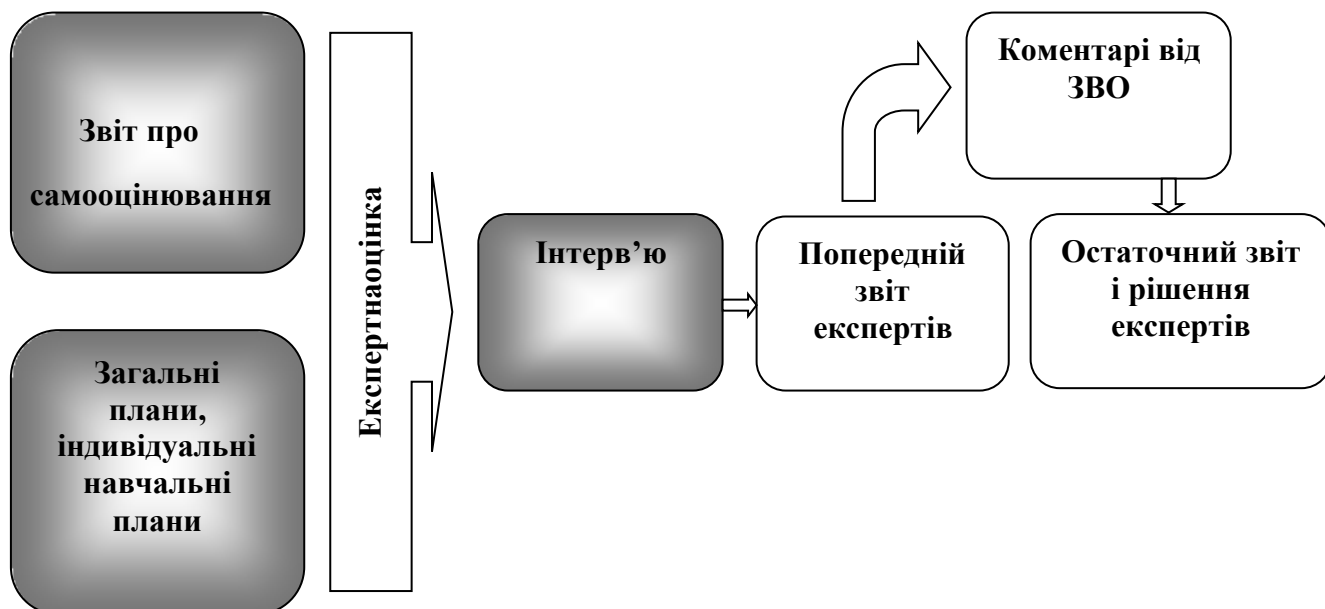 Звіт про
самооцінювання
Загальні
плани,
індивідуальні
навчальні
плани
Експертнаоцінка
Інтерв’ю
Попередній
звіт
експертів
Коментарі від
ЗВО
Остаточний звіт
і рішення
експертів